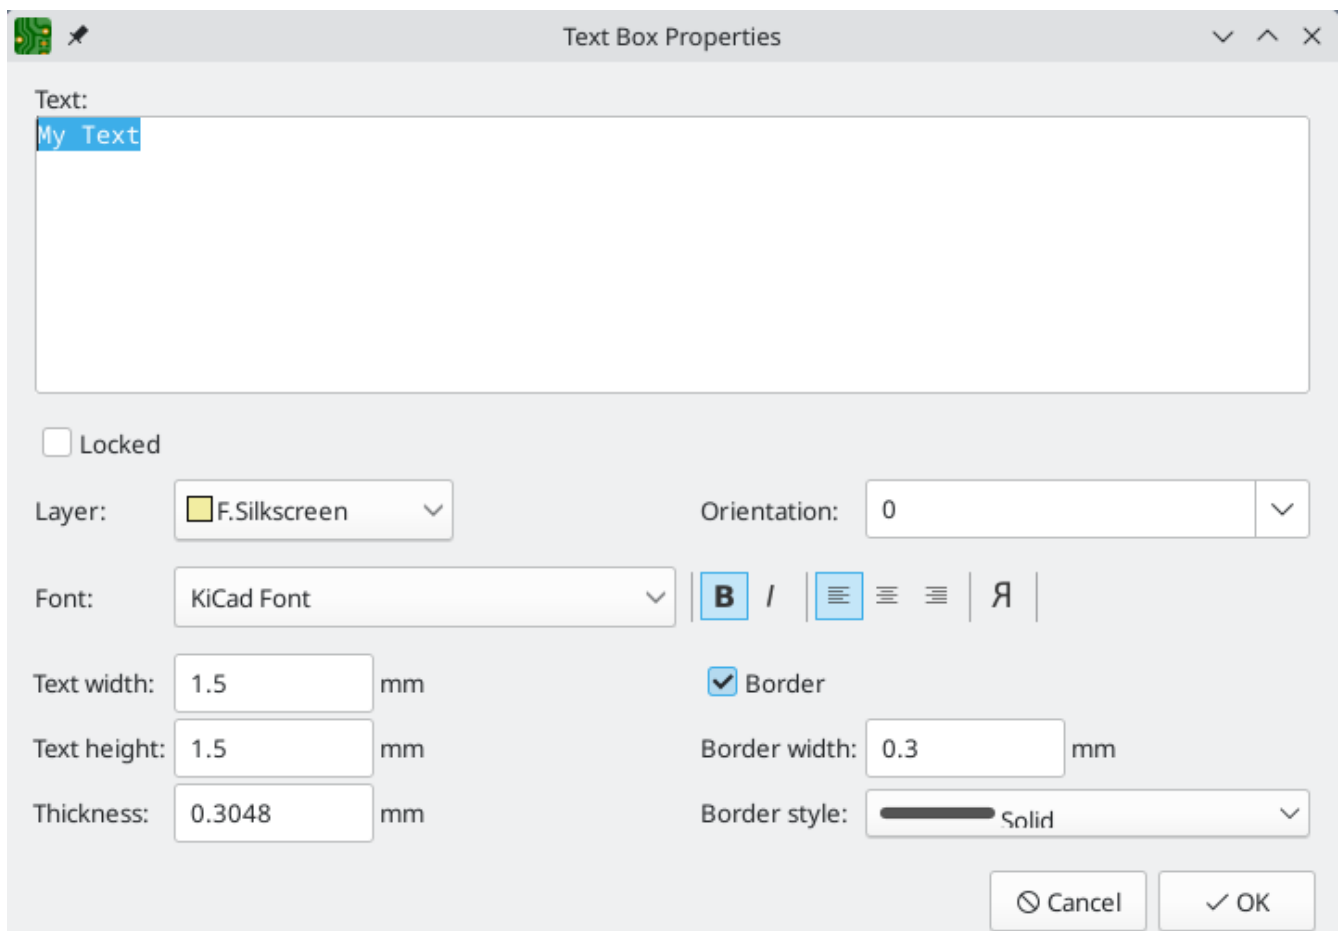 Text Box Properties
Text:
My Text
Locked
Layer: F.Silkscreen Orientation: 0
Font: KiCad Font B I Я
Text width: 1.5 mm Border
Text height: 1.5 mm Border width: 0.3 mm
Thickness: 0.3048 mm Border style: Solid
Cancel OK